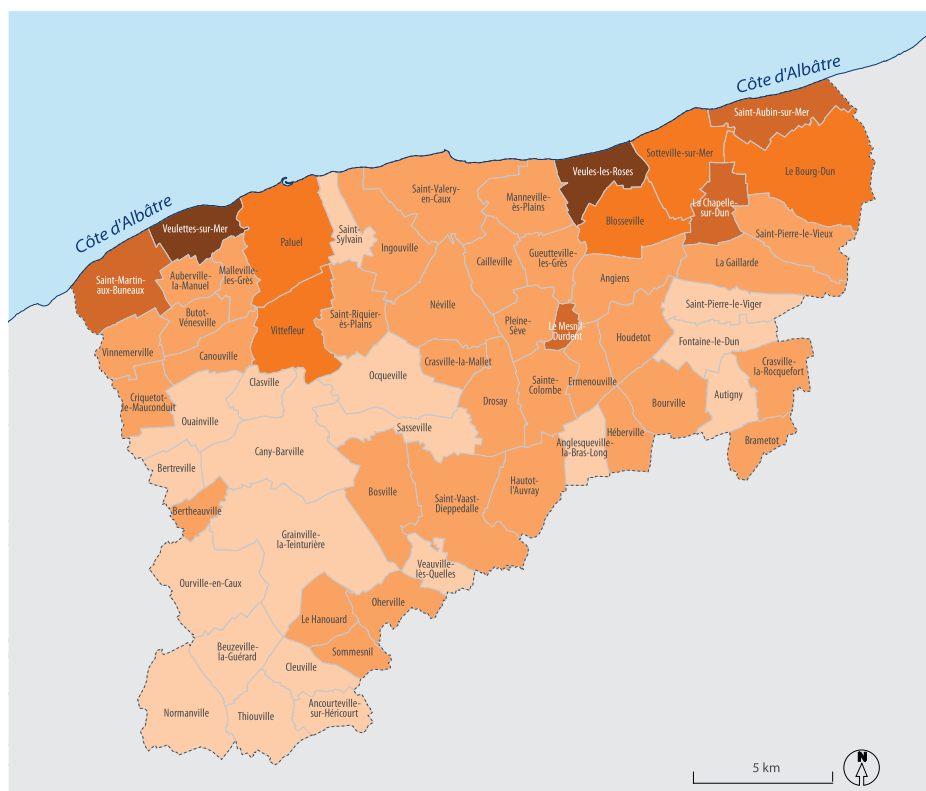 Côte d'Albâtre
Saint-Aubin-sur-Mer
Sotteville-sur-Mer
Veules-les-Roses
Le Bourg-Dun
Saint-Valery-
en-Caux
Manneville-
ès-Plains
La Chapelle-
sur-Dun
Blosseville
Côte d'Albâtre
Veulettes-sur-Mer
Paluel
Saint-
Sylvain
Ingouville
Saint-Pierre-le-Vieux
Cailleville
Gueutteville-
les-Grès
La Gaillarde
Saint-Martin-
aux-Buneaux
Auberville-
la-Manuel
Malleville-
les-Grès
Angiens
Néville
Saint-Pierre-le-Viger
Butot-
Vénesville
Vittefleur
Saint-Riquier-
ès-Plains
Pleine-
Sève
Le Mesnil-
Durdent
Houdetot
Fontaine-le-Dun
Vinnemerville
Canouville
Crasville-la-Mallet
Crasville-
la-Rocquefort
Clasville
Ocqueville
Sainte-
Colombe
Ermenouville
Autigny
Criquetot-
le-Mauconduit
Drosay
Bourville
Ouainville
Sasseville
Héberville
Anglesqueville-
la-Bras-Long
Brametot
Cany-Barville
Bertreville
Bosville
Hautot-
l'Auvray
Saint-Vaast-
Dieppedalle
Bertheauville
Grainville-
la-Teinturière
Veauville-
lès-Quelles
Ourville-en-Caux
Oherville
Le Hanouard
Beuzeville-
la-Guérard
Sommesnil
Cleuville
Normanville
Thiouville
Ancourteville-
sur-Héricourt
5 km
N